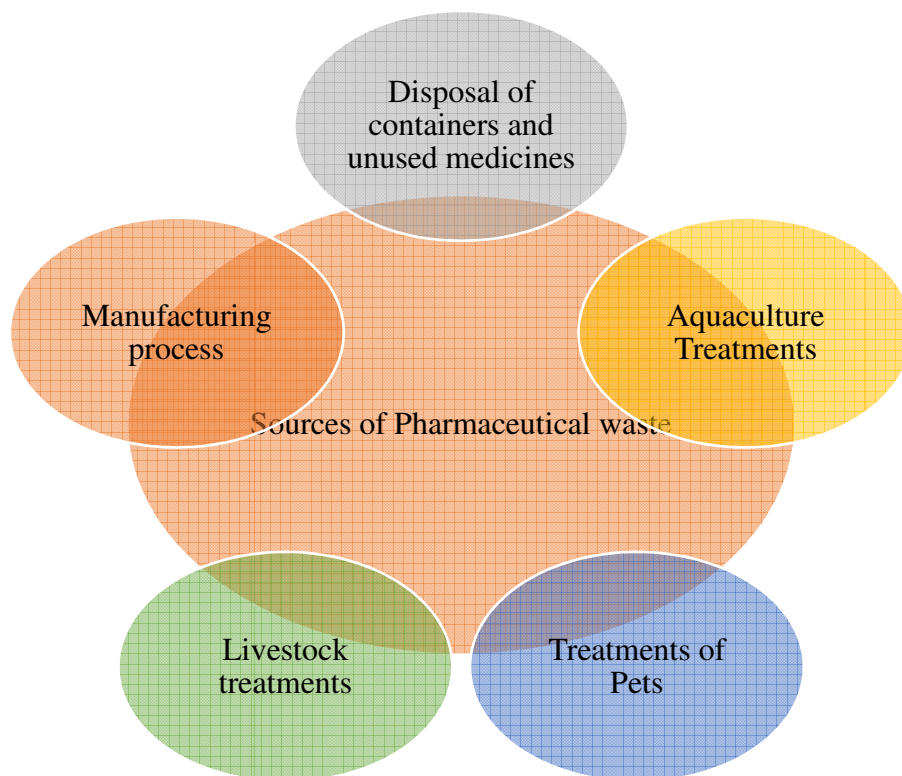 Disposal of
containers and
unused medicines
Manufacturing
process
Aquaculture
Treatments
Sources of Pharmaceutical waste
Livestock
treatments
Treatments of
Pets